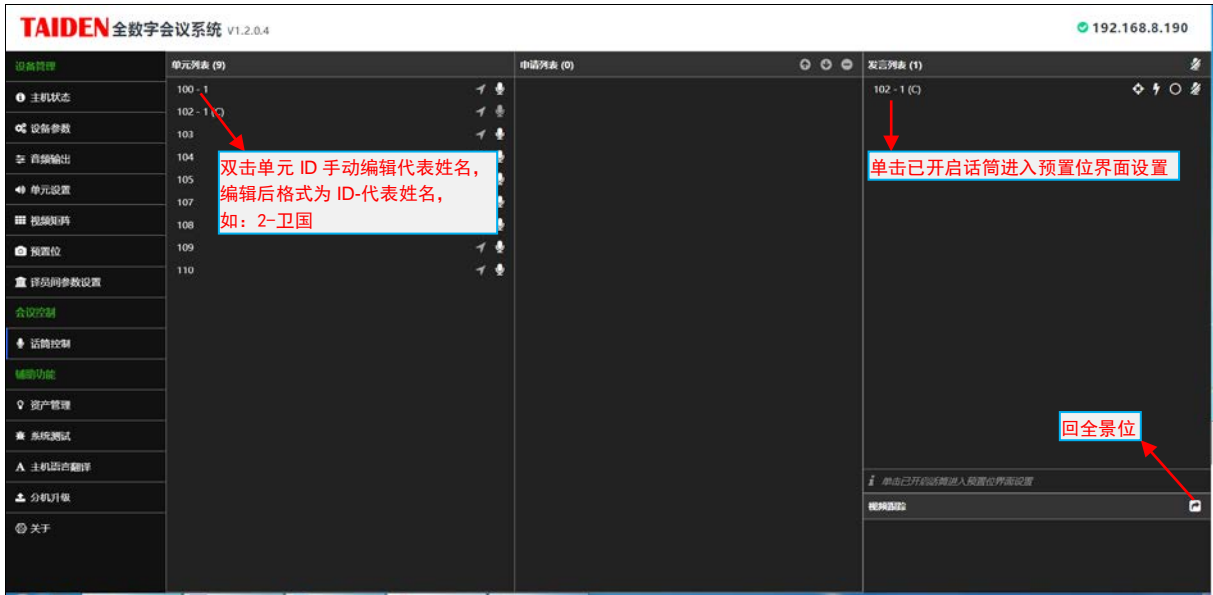 TAIDEN 全数字会议系统 V1.2.0.4
192.168.8.190
设备管理
主机状态
设备参数
音频输出
单元设置
视频矩阵
预置位
译员间参数设置
会议控制
话筒控制
辅助功能
资产管理
系统测试
主机语言翻译
分机升级
关于
单元列表 (9)
100 - 1
102 - 1 (C)
103
104
105
107
108
109
110
双击单元 ID 手动编辑代表姓名，
编辑后格式为 ID-代表姓名，
如：2-卫国
申请列表 (0)
发言列表 (1)
102 - 1 (C)
单击已开启话筒进入预置位界面设置
回全景位
单击已开启话筒进入预置位界面设置
视频跟踪